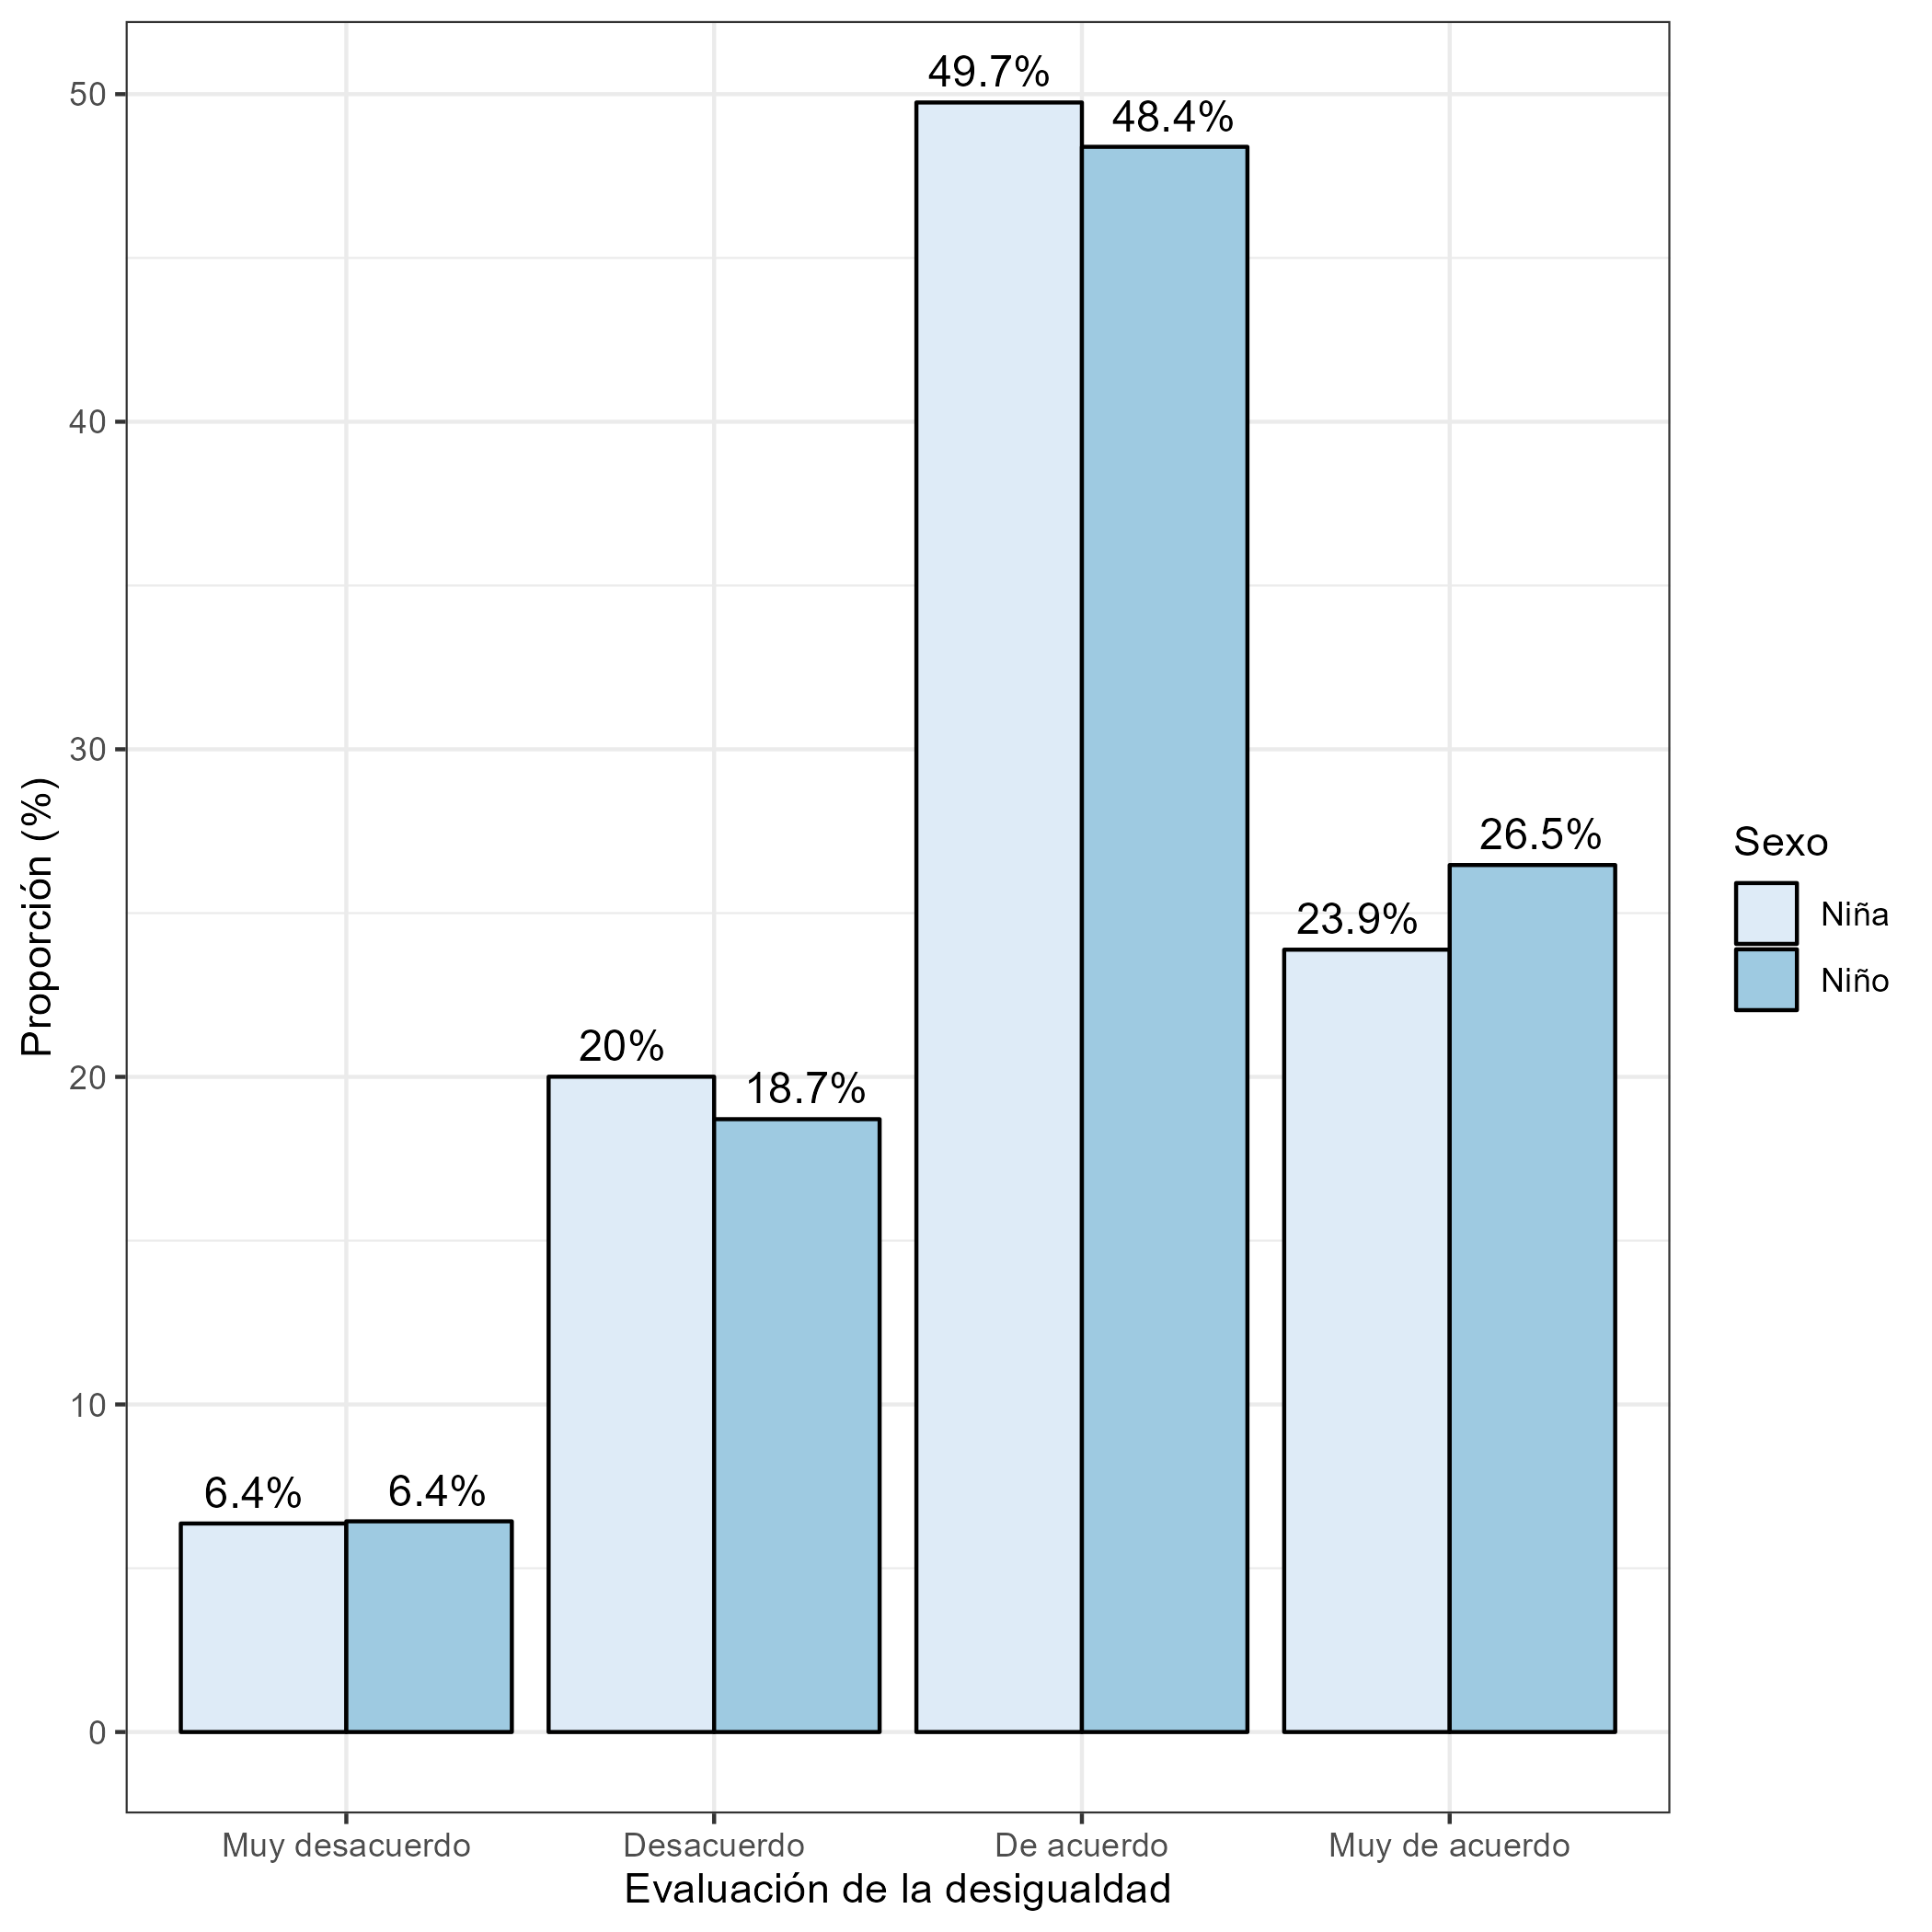 49.7%
48.4%
26.5%
23.9%
20%
18.7%
6.4%
6.4%
50
40
30
20
10
0
Proporción (%)
Muy desacuerdo
Desacuerdo
De acuerdo
Muy de acuerdo
Evaluación de la desigualdad
Sexo
Niña
Niño